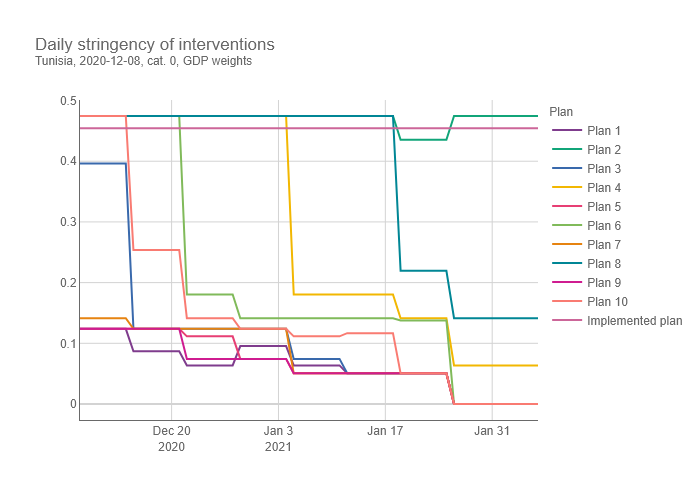 Daily stringency of interventions
Tunisia, 2020-12-08, cat. 0, GDP weights
0.5
0.4
0.3
0.2
0.1
0
Dec 20
2020
Jan 3
2021
Jan 17
Jan 31
Plan
Plan 1
Plan 2
Plan 3
Plan 4
Plan 5
Plan 6
Plan 7
Plan 8
Plan 9
Plan 10
Implemented plan